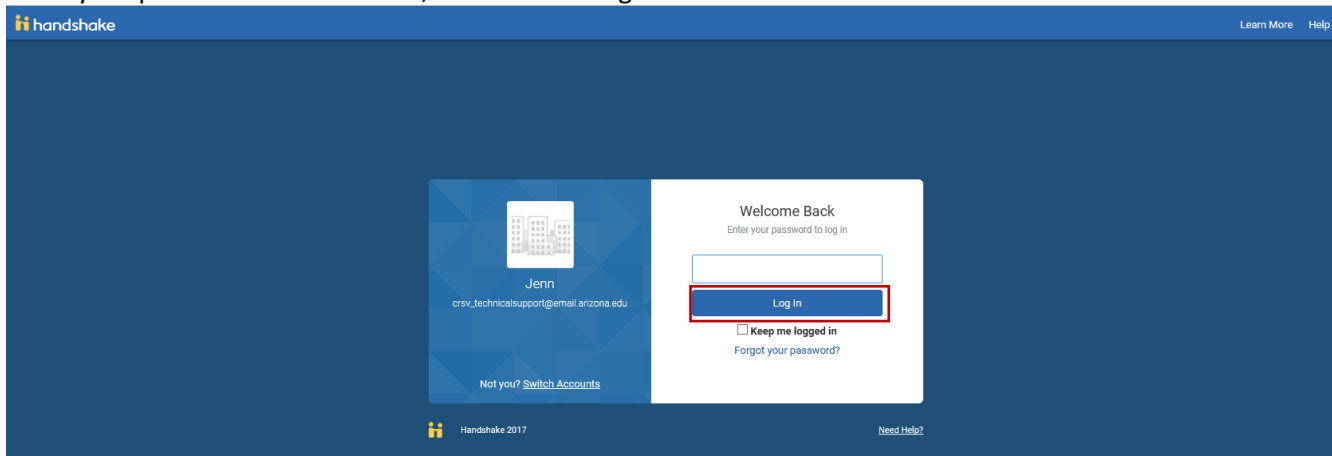 handshake
Learn More Help
Welcome Back
Enter your password to log in
Jenn
crsv_technicalsupport@email.arizona.edu
Log In
Keep me logged in
Forgot your password?
Not you? Switch Accounts
Handshake 2017
Need Help?